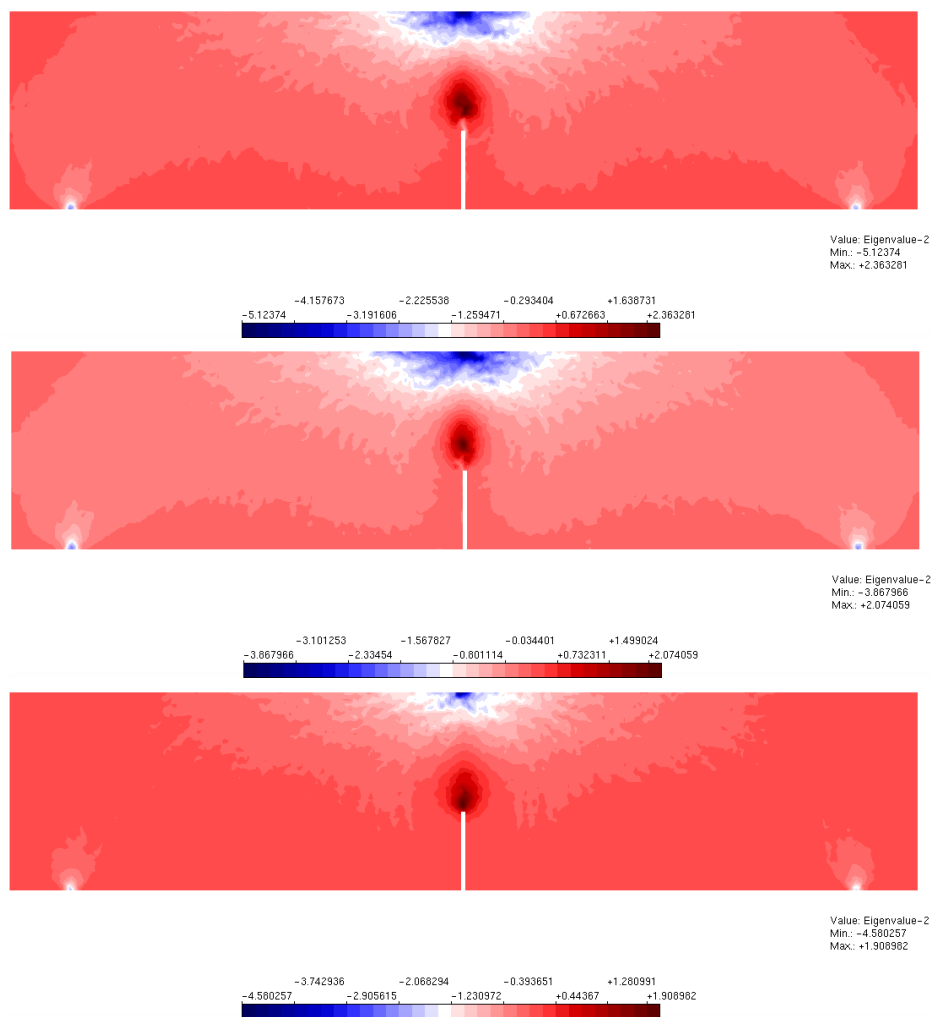 Value: Eigenvalue-2
Min.: -5.12374
Max.: +2.363281
-4.157673 -2.225538 -0.293404 +1.638731
-5.12374 -3.191606 -1.259471 +0.672663 +2.363281
Value: Eigenvalue-2
Min.: -3.867966
Max.: +2.074059
-3.101253 -1.567827 -0.034401 +1.499024
-3.867966 -2.33454 -0.801114 +0.732311 +2.074059
Value: Eigenvalue-2
Min.: -4.580257
Max.: +1.908982
-3.742936 -2.068294 -0.393651 +1.280991
-4.580257 -2.905615 -1.230972 +0.44367 +1.908982